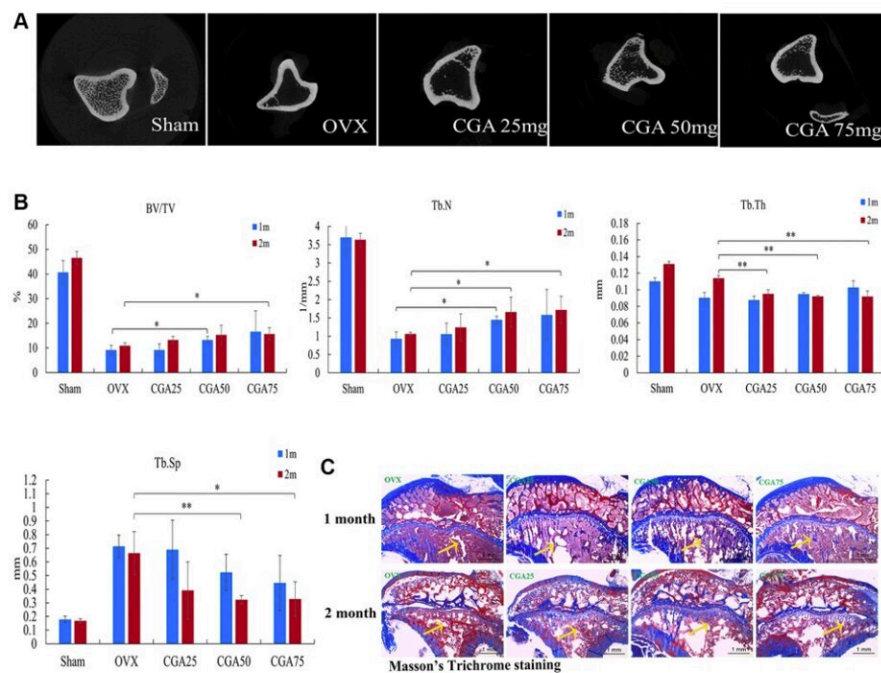 A
Sham
OVX
CGA 25mg
CGA 50mg
CGA 75mg
B
BV/TV
1m
2m
60
50
40
30
20
10
0
%
*
*
Sham
OVX
CGA25
CGA50
CGA75
Tb.N
1m
2m
4
3.5
3
2.5
2
1.5
1
0.5
0
1/mm
*
*
*
Sham
OVX
CGA25
CGA50
CGA75
Tb.Th
1m
2m
0.18
0.16
0.14
0.12
0.1
0.08
0.06
0.04
0.02
0
mm
**
**
**
Sham
OVX
CGA25
CGA50
CGA75
Tb.Sp
1m
2m
1.2
1.1
1
0.9
0.8
0.7
0.6
0.5
0.4
0.3
0.2
0.1
0
mm
*
**
Sham
OVX
CGA25
CGA50
CGA75
C
1 month
OVX
CGA75
2 month
CGA25
1 mm
1 mm
1 mm
1 mm
Masson's Trichrome staining